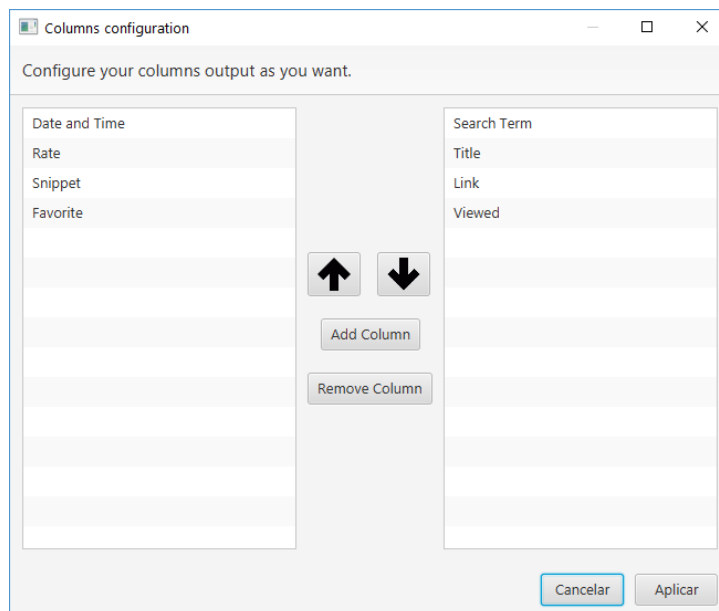 Columns configuration
Configure your columns output as you want.
Date and Time
Rate
Snippet
Favorite
Search Term
Title
Link
Viewed
Add Column
Remove Column
Cancelar
Aplicar